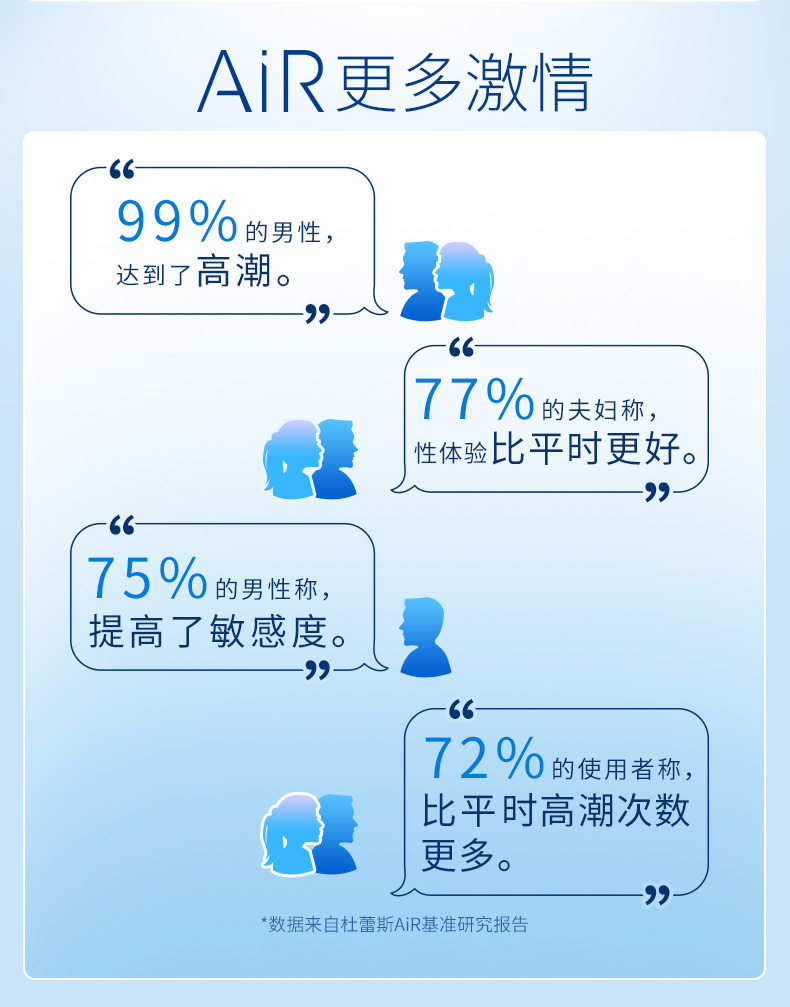 AiR更多激情
“
99%的男性，
达到了高潮。
”
“
77%的夫妇称，
性体验比平时更好。
”
“
75%的男性称，
提高了敏感度。
”
“
72%的使用者称，
比平时高潮次数
更多。
”
*数据来自杜蕾斯AiR基准研究报告